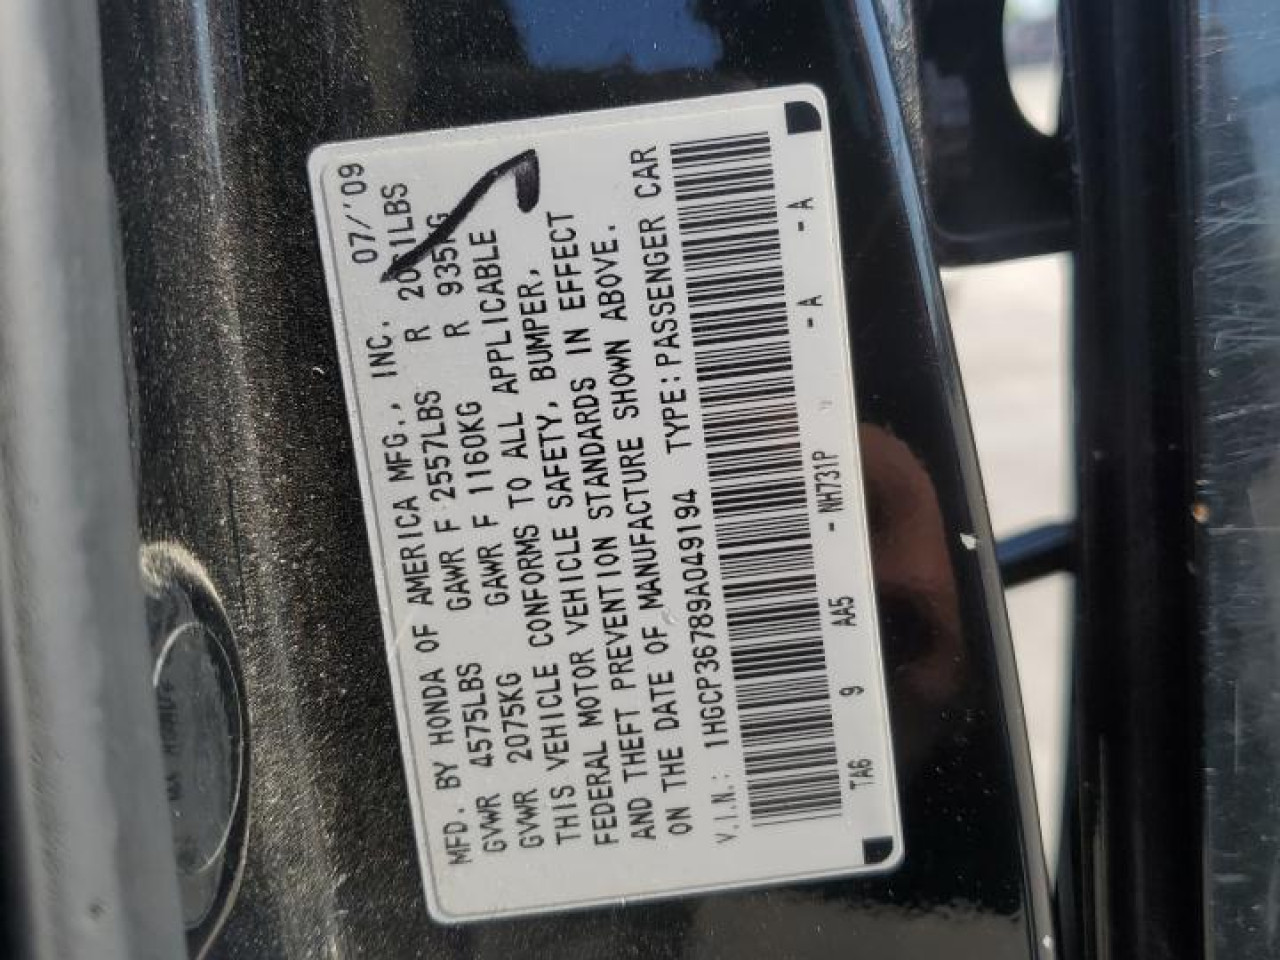 MFD. BY HONDA OF AMERICA MFG., INC. 07/'09
GVWR 4575LBS GAWR F 2557LBS R 2061LBS
GVWR 2075KG GAWR F 1160KG R 935KG
THIS VEHICLE CONFORMS TO ALL APPLICABLE
FEDERAL MOTOR VEHICLE SAFETY, BUMPER,
AND THEFT PREVENTION STANDARDS IN EFFECT
ON THE DATE OF MANUFACTURE SHOWN ABOVE.
V.I.N.: 1HGCP36789A049194 TYPE: PASSENGER CAR
TA6 9 AA5 - NH731P - A - A